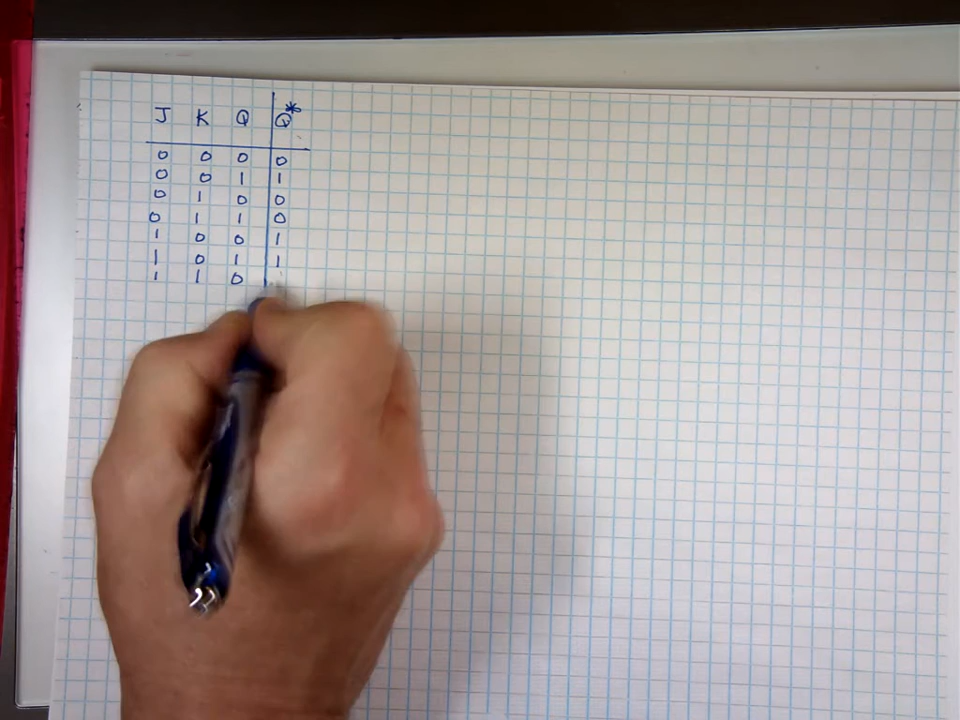 J K Q Q*
0 0 0 0
0 0 1 1
0 1 0 0
0 1 1 0
1 0 0 1
1 0 1 1
1 1 0